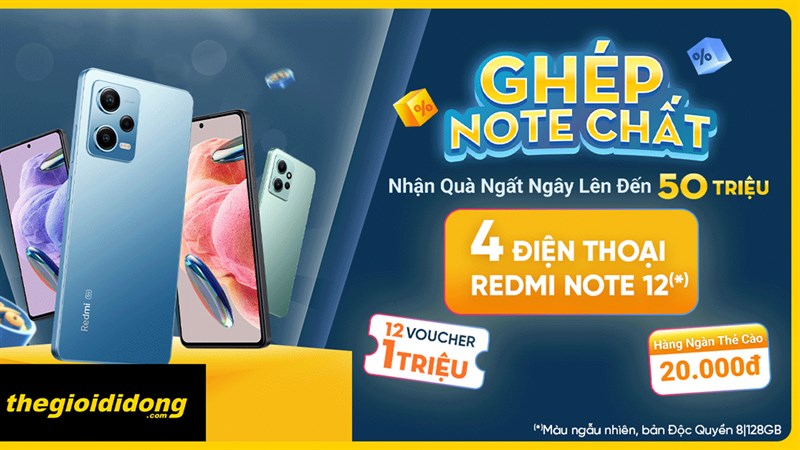 GHÉP
NOTE CHẤT
Nhận Quà Ngất Ngây Lên Đến 50 TRIỆU
4 ĐIỆN THOẠI
REDMI NOTE 12(*)
12 VOUCHER
1 TRIỆU
Hàng Ngàn Thẻ Cào
20.000đ
Redmi
thegioididong
.com
(*)Màu ngẫu nhiên, bản Độc Quyền 8|128GB